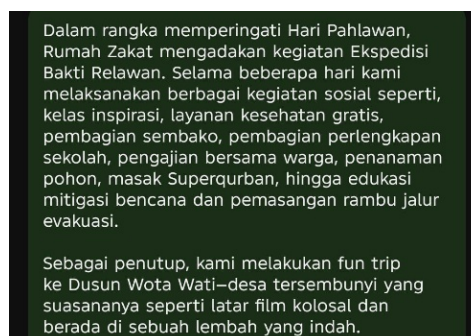 Dalam rangka memperingati Hari Pahlawan,
Rumah Zakat mengadakan kegiatan Ekspedisi
Bakti Relawan. Selama beberapa hari kami
melaksanakan berbagai kegiatan sosial seperti,
kelas inspirasi, layanan kesehatan gratis,
pembagian sembako, pembagian perlengkapan
sekolah, pengajian bersama warga, penanaman
pohon, masak Superqurban, hingga edukasi
mitigasi bencana dan pemasangan rambu jalur
evakuasi.
Sebagai penutup, kami melakukan fun trip
ke Dusun Wota Wati—desa tersembunyi yang
suasananya seperti latar film kolosal dan
berada di sebuah lembah yang indah.